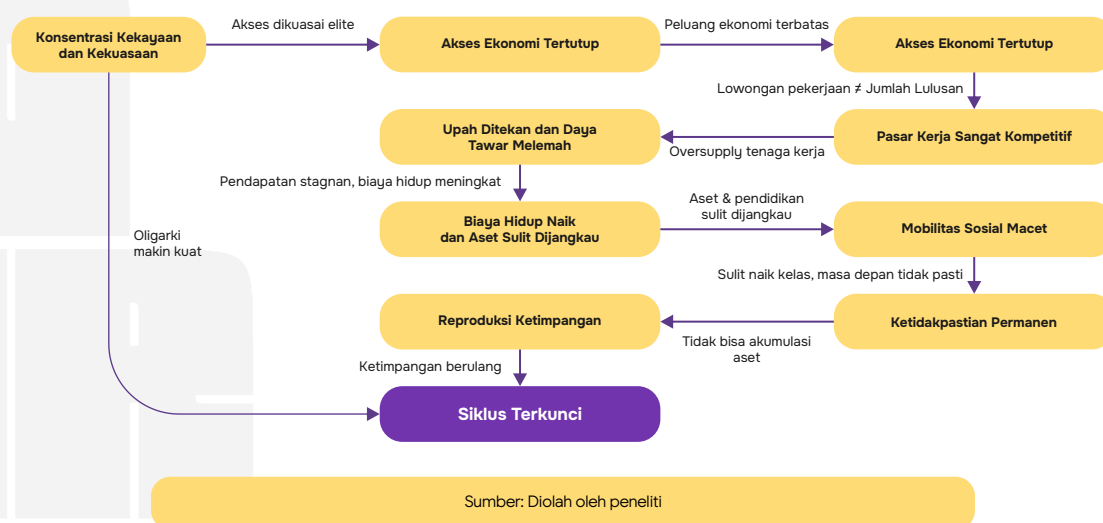 Konsentrasi Kekayaan
dan Kekuasaan
Akses dikuasai elite
Akses Ekonomi Tertutup
Peluang ekonomi terbatas
Akses Ekonomi Tertutup
Lowongan pekerjaan ≠ Jumlah Lulusan
Pasar Kerja Sangat Kompetitif
Oversupply tenaga kerja
Upah Ditekan dan Daya
Tawar Melemah
Pendapatan stagnan, biaya hidup meningkat
Biaya Hidup Naik
dan Aset Sulit Dijangkau
Aset & pendidikan
sulit dijangkau
Mobilitas Sosial Macet
Sulit naik kelas, masa depan tidak pasti
Ketidakpastian Permanen
Tidak bisa akumulasi
aset
Reproduksi Ketimpangan
Ketimpangan berulang
Oligarki
makin kuat
Siklus Terkunci
Sumber: Diolah oleh peneliti